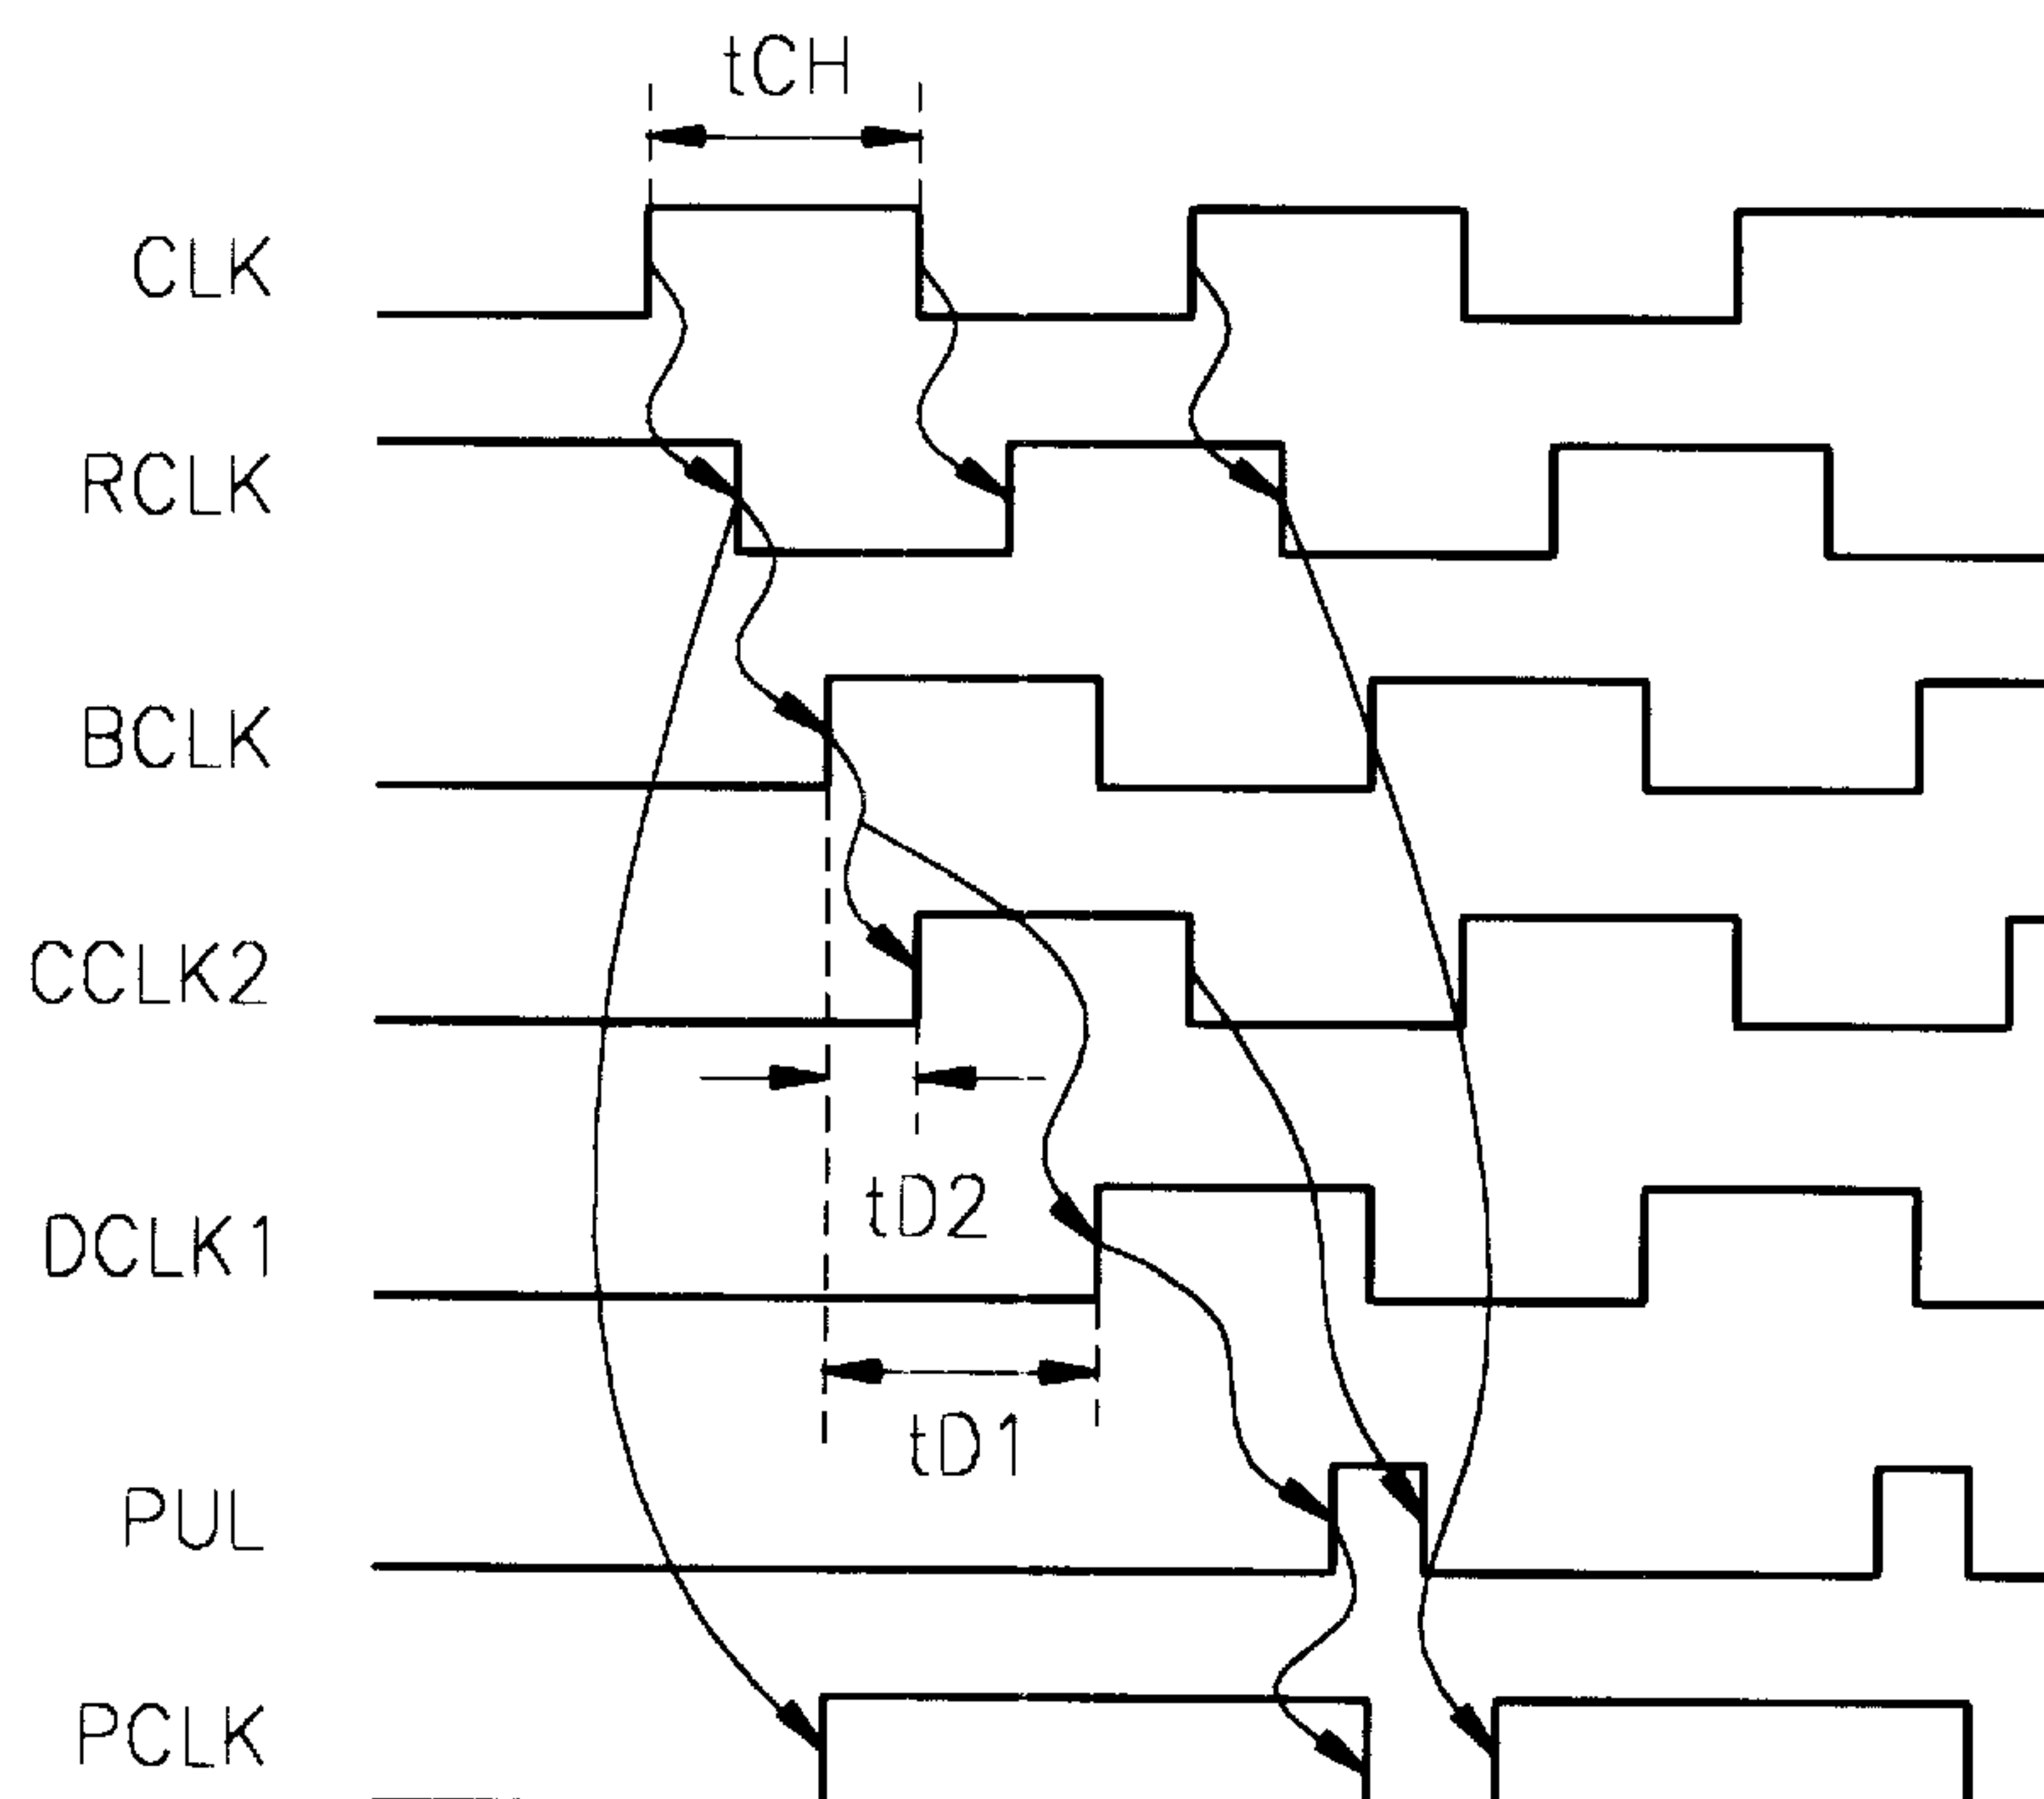 tCH
CLK
RCLK
BCLK
CCLK2
tD2
DCLK1
tD1
PUL
PCLK